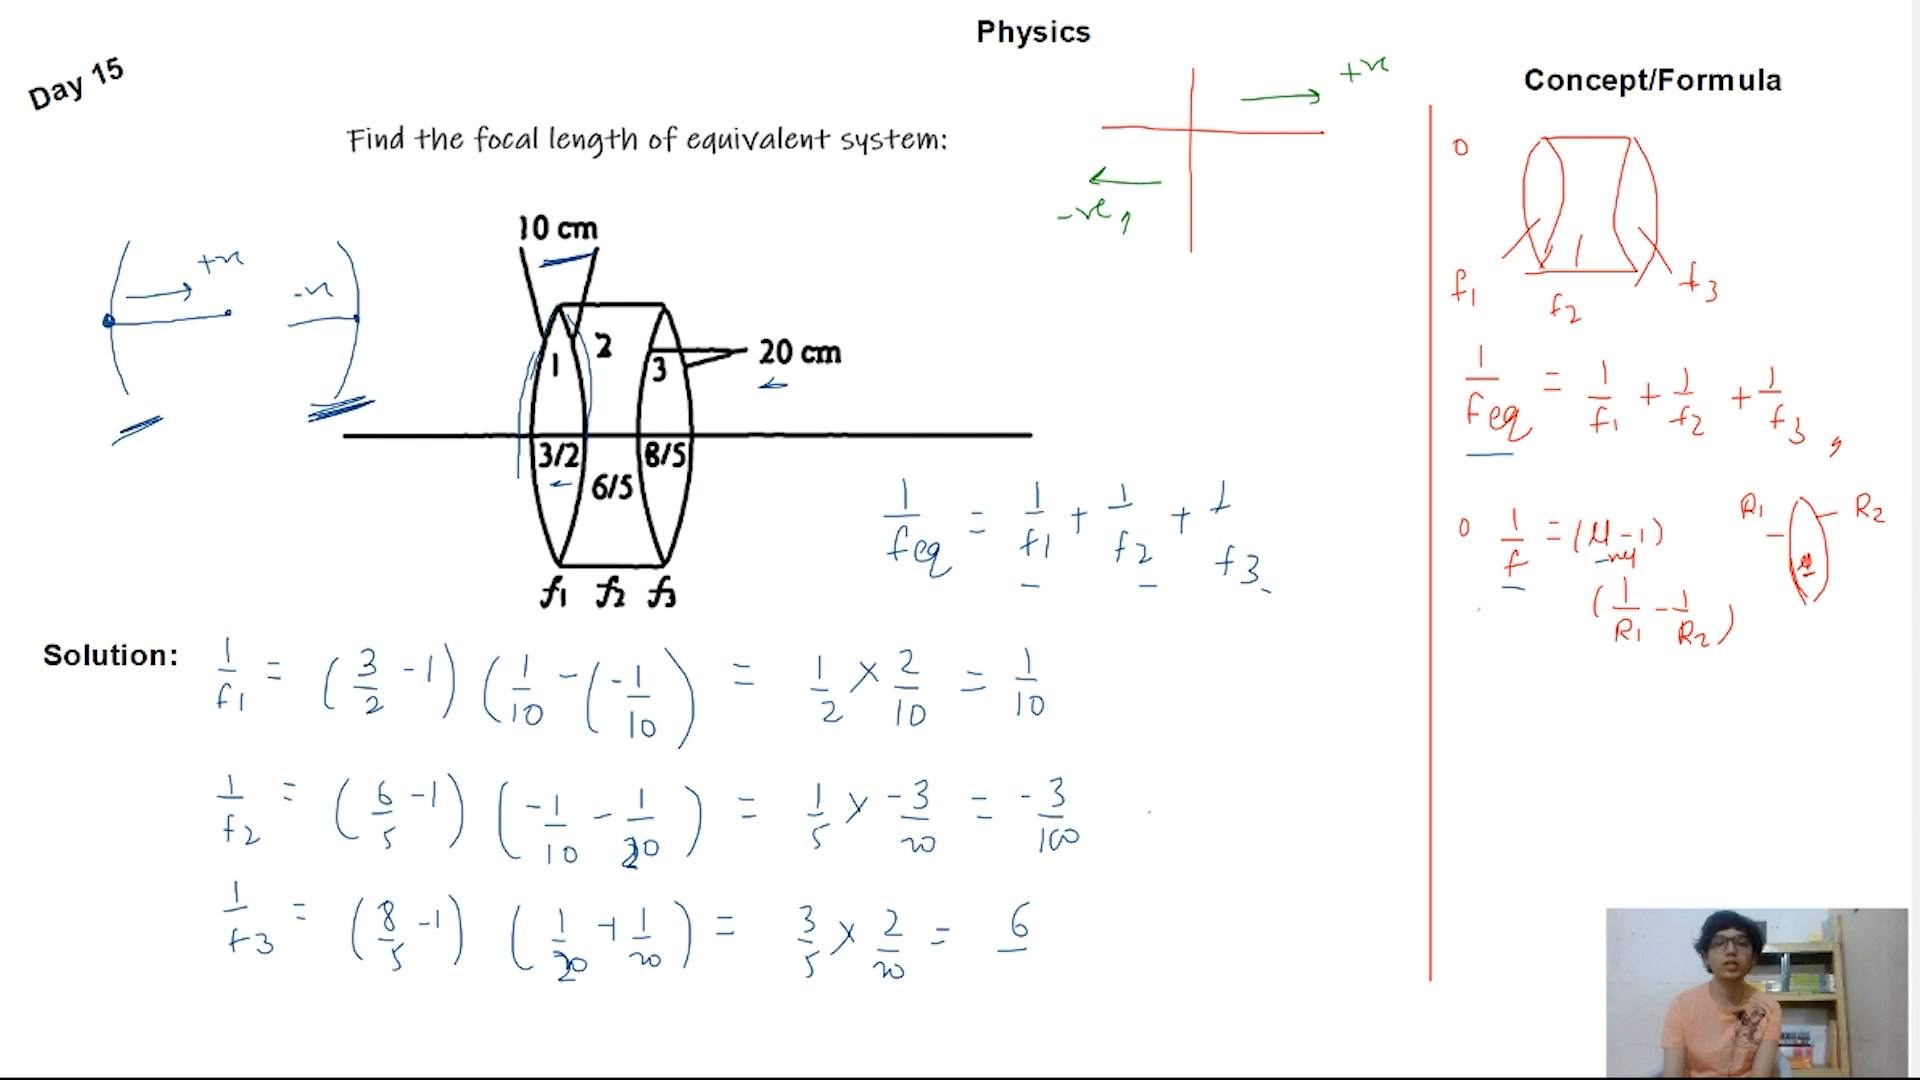 Physics
Day 15
Concept/Formula
Find the focal length of equivalent system:
+ve
-ve,
10 cm
1 2 3
20 cm
3/2 6/5 8/5
f1 f2 f3
+ve
-ve
1/feq = 1/f1 + 1/f2 + 1/f3
f1 f2 f3
1/feq = 1/f1 + 1/f2 + 1/f3,
1/f = (μ-1)
(1/R1 - 1/R2)
R1 R2
Solution:
1/f1 = (3/2 -1) (1/10 - (-1/10) = 1/2 × 2/10 = 1/10
1/f2 = (6/5 -1) (-1/10 - 1/20) = 1/5 × -3/20 = -3/100
1/f3 = (8/5 -1) (1/20 + 1/20) = 3/5 × 2/20 = 6